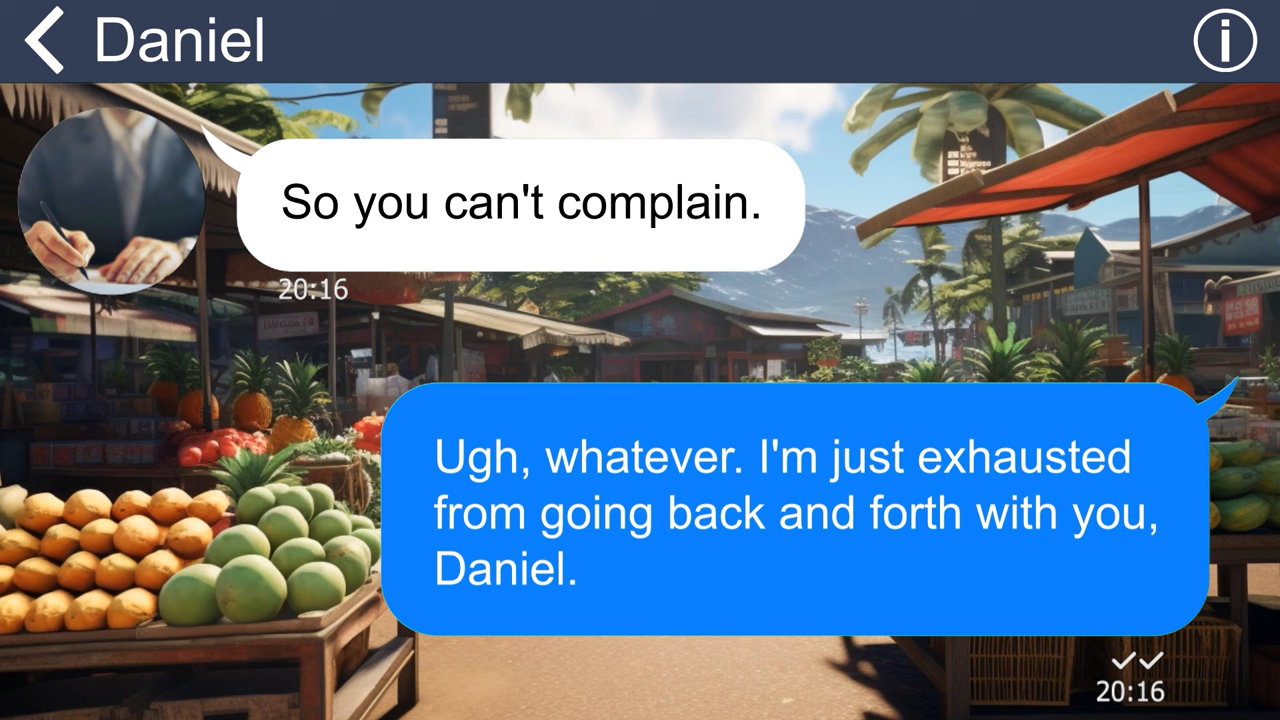 Daniel
So you can't complain.
20:16
Ugh, whatever. I'm just exhausted
from going back and forth with you,
Daniel.
20:16